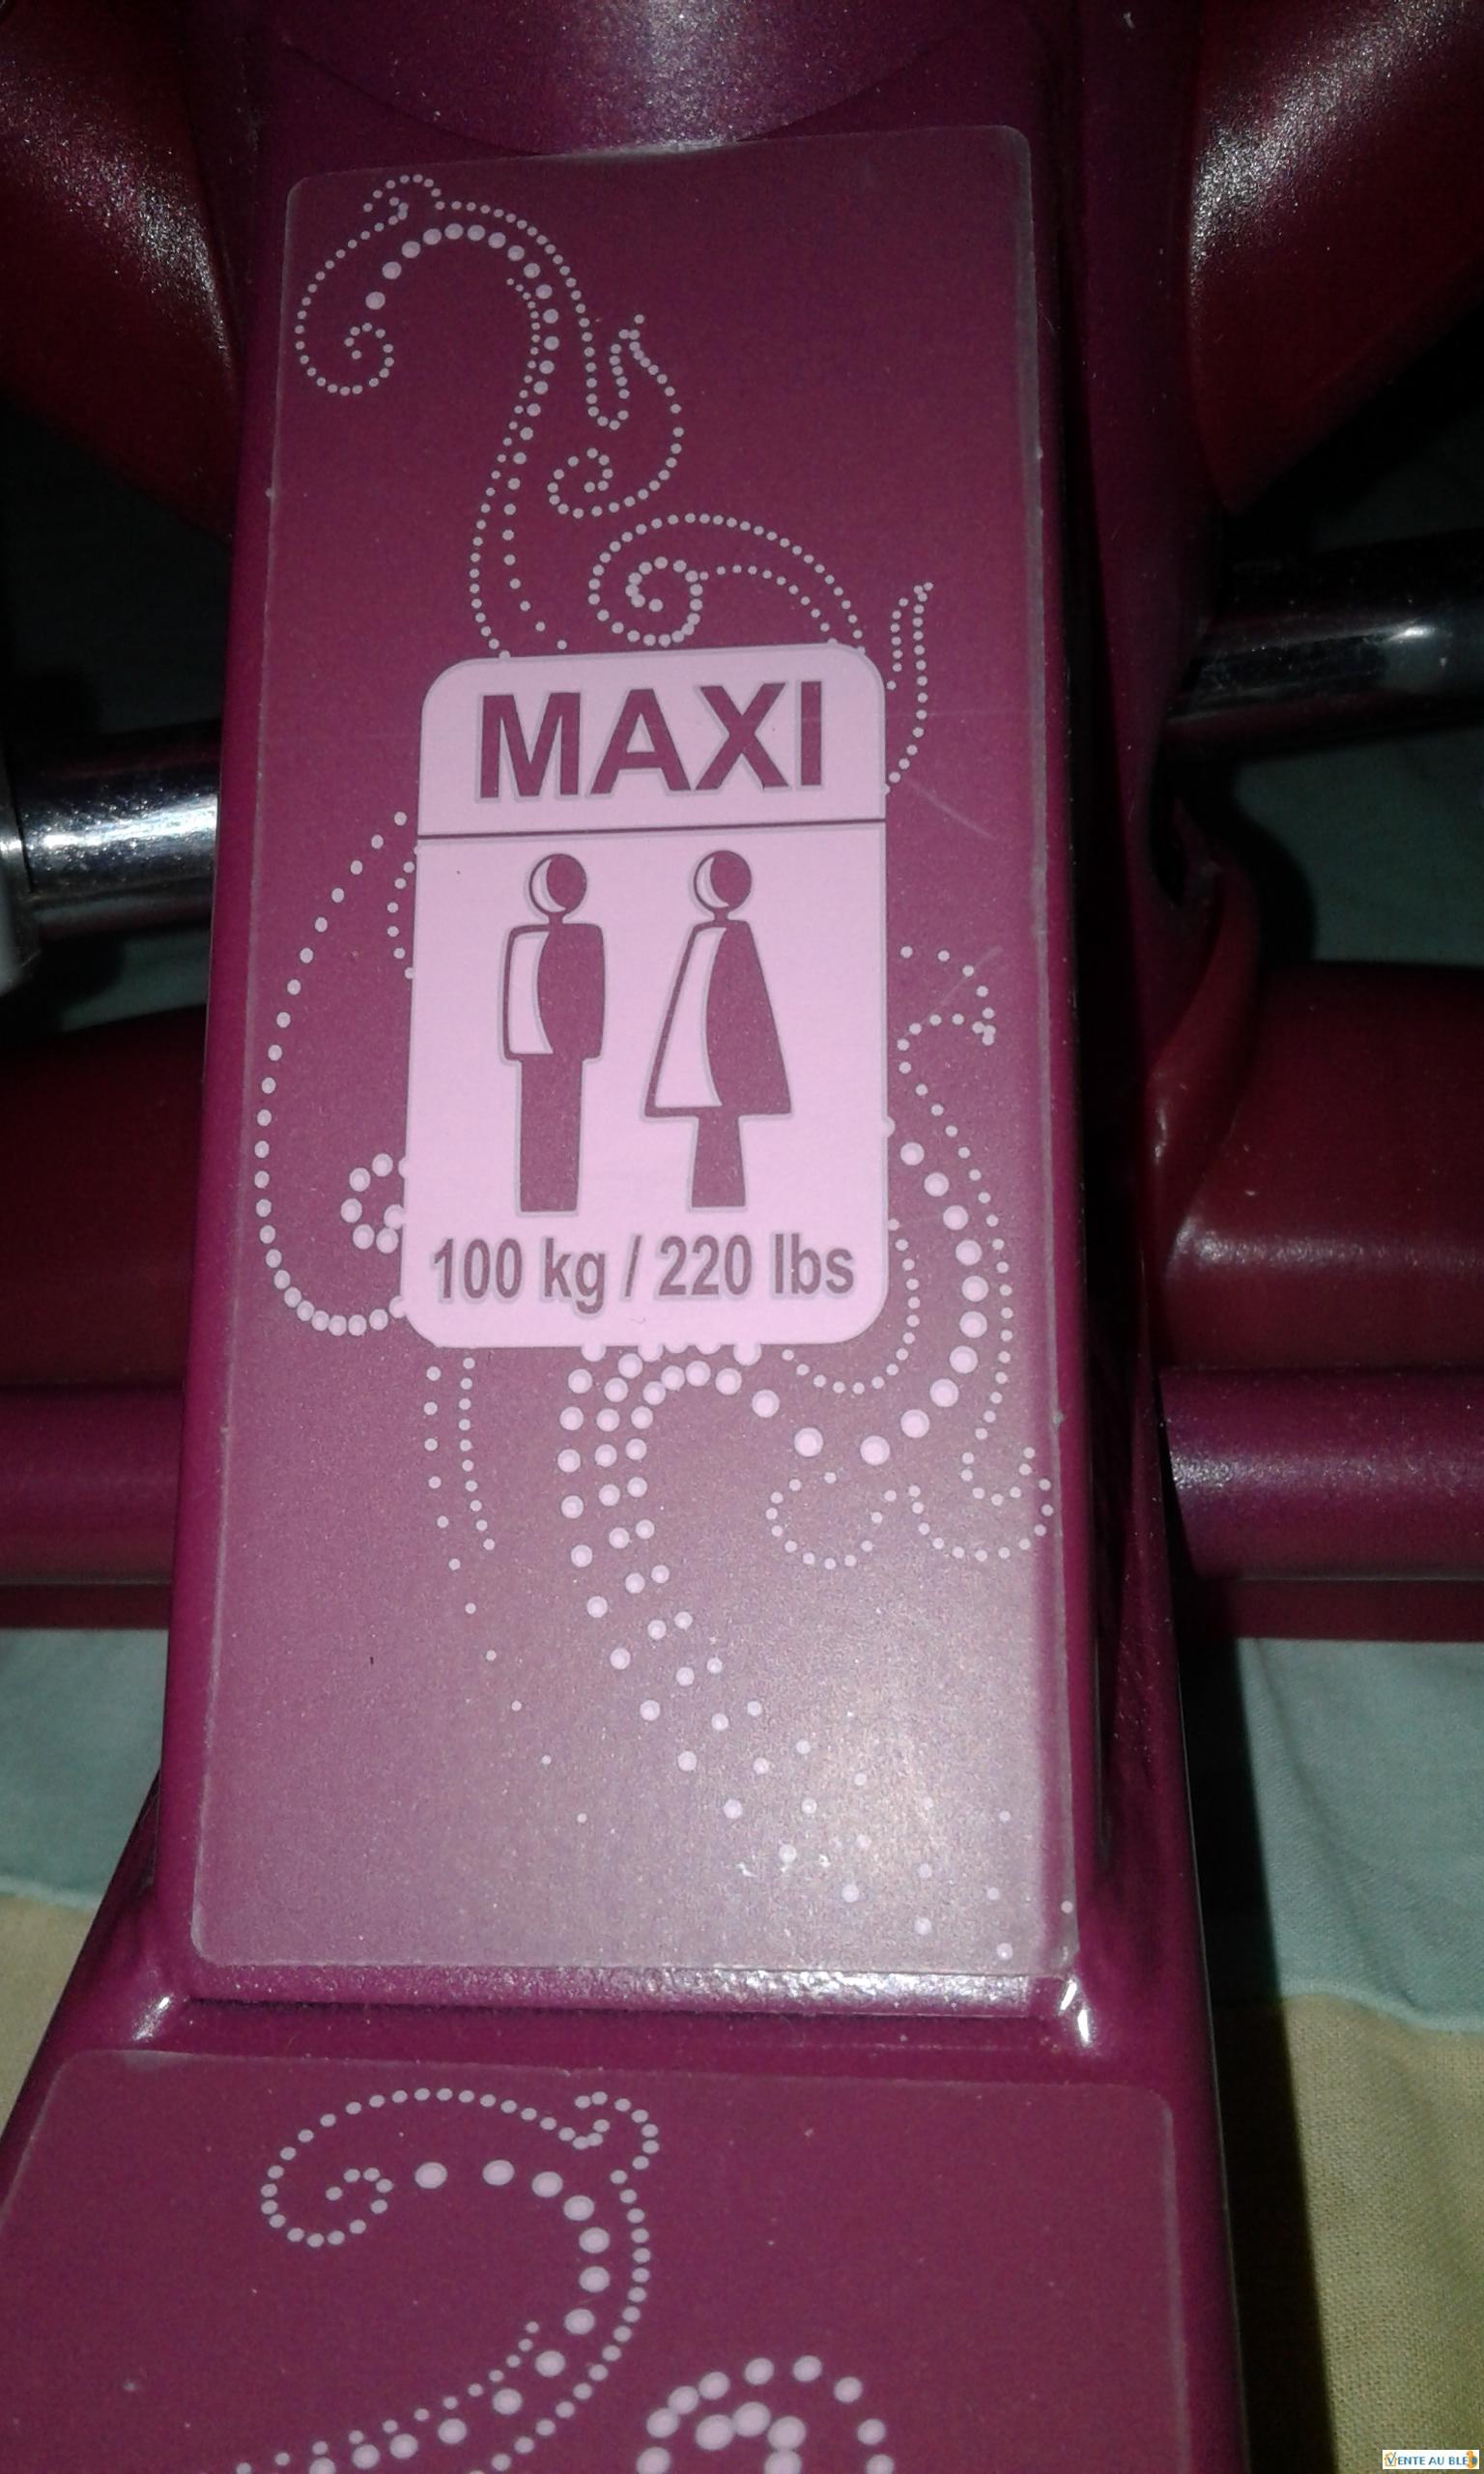 MAXI
100 kg / 220 lbs
VENTE AU BLED